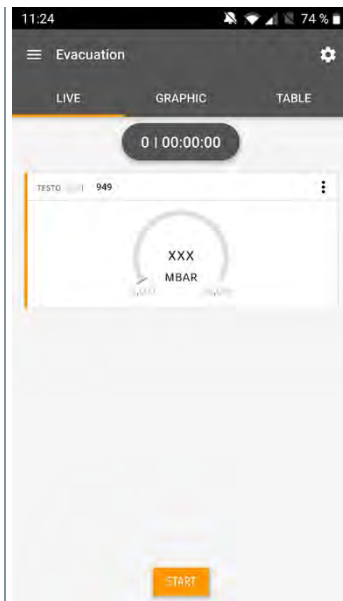 11:24 74 %
Evacuation
LIVE GRAPHIC TABLE
0 | 00:00:00
TESTO 949
XXX
MBAR
START